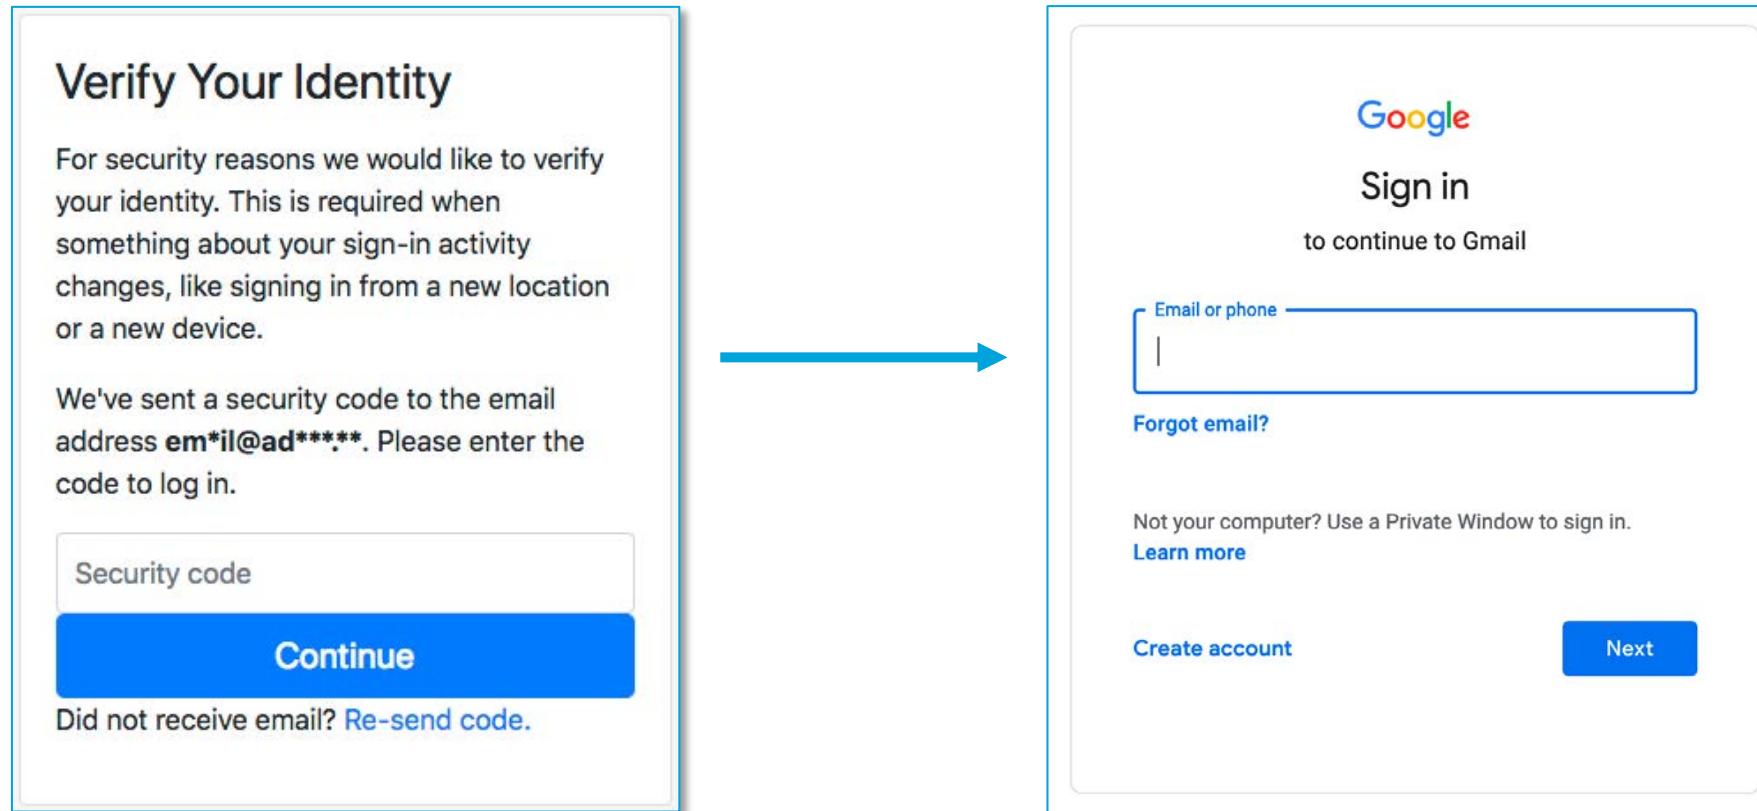 Verify Your Identity
For security reasons we would like to verify
your identity. This is required when
something about your sign-in activity
changes, like signing in from a new location
or a new device.
We've sent a security code to the email
address em*il@ad*****.**. Please enter the
code to log in.
Security code
Continue
Did not receive email? Re-send code.
Google
Sign in
to continue to Gmail
Email or phone
Forgot email?
Not your computer? Use a Private Window to sign in.
Learn more
Create account
Next